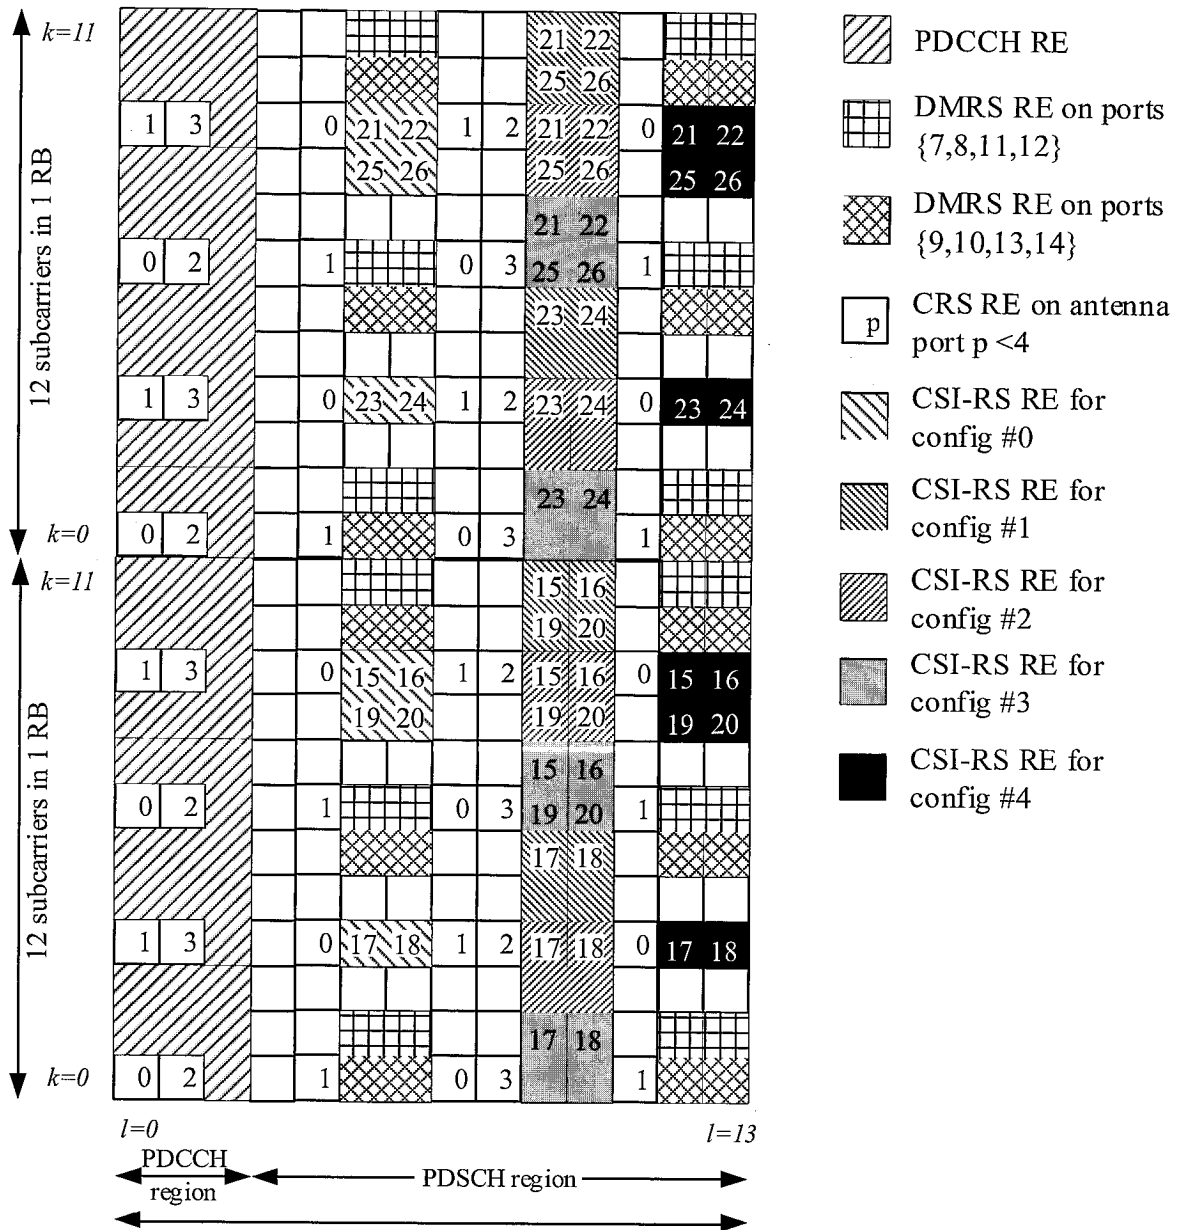 k=11 21 22
25 26
1 3 0 21 22 1 2 21 22 0 21 22
25 26 25 26 25 26
21 22
0 2 1 0 3 25 26 1
23 24
1 3 0 23 24 1 2 23 24 0 23 24
23 24
k=0 0 2 1 0 3 1
12 subcarriers in 1 RB
k=11 15 16
19 20
1 3 0 15 16 1 2 15 16 0 15 16
19 20 19 20 19 20
15 16
0 2 1 0 3 19 20 1
17 18
1 3 0 17 18 1 2 17 18 0 17 18
17 18
k=0 0 2 1 0 3 1
12 subcarriers in 1 RB
l=0 l=13
PDCCH
region
PDSCH region
PDCCH RE
DMRS RE on ports
{7,8,11,12}
DMRS RE on ports
{9,10,13,14}
p
CRS RE on antenna
port p <4
CSI-RS RE for
config #0
CSI-RS RE for
config #1
CSI-RS RE for
config #2
CSI-RS RE for
config #3
CSI-RS RE for
config #4